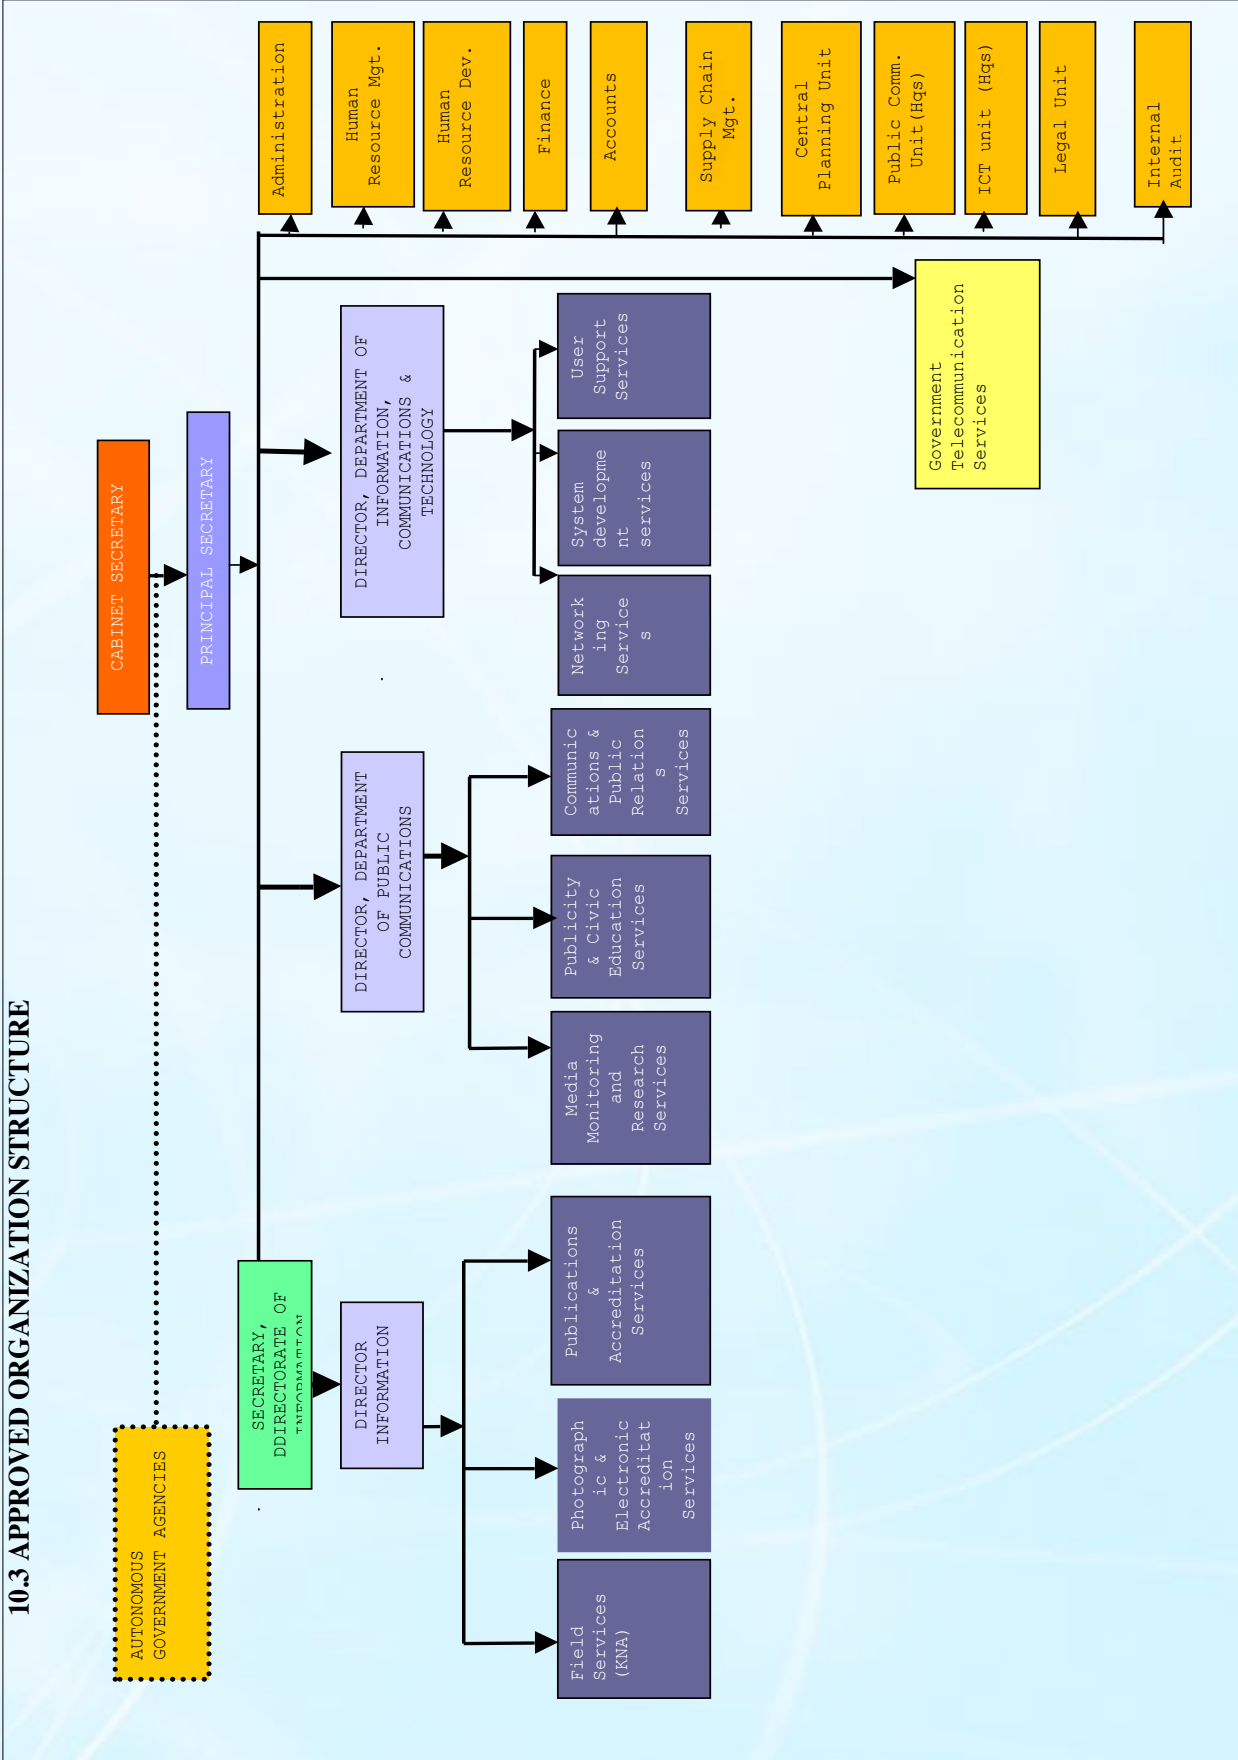 10.3 APPROVED ORGANIZATION STRUCTURE
AUTONOMOUS
GOVERNMENT AGENCIES
CABINET SECRETARY
PRINCIPAL SECRETARY
SECRETARY,
DDIRECTORATE OF
INFORMATION
DIRECTOR
INFORMATION
DIRECTOR, DEPARTMENT
OF PUBLIC
COMMUNICATIONS
DIRECTOR, DEPARTMENT OF
INFORMATION,
COMMUNICATIONS &
TECHNOLOGY
Field
Services
(KNA)
Photograph
ic &
Electronic
Accreditat
ion
Services
Publications
&
Accreditation
Services
Media
Monitoring
and
Research
Services
Publicity
& Civic
Education
Services
Communic
ations &
Public
Relation
s
Services
Network
ing
Service
s
System
developme
nt
services
User
Support
Services
Government
Telecommunication
Services
Administration
Human
Resource Mgt.
Human
Resource Dev.
Finance
Accounts
Supply Chain
Mgt.
Central
Planning Unit
Public Comm.
Unit(Hqs)
ICT unit (Hqs)
Legal Unit
Internal
Audit